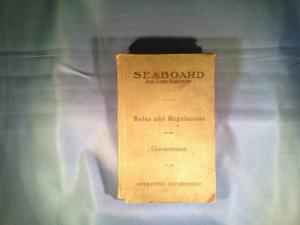 SEABOARD
AIR LINE RAILWAY
Rules and Regulations
Government
OPERATING DEPARTMENT